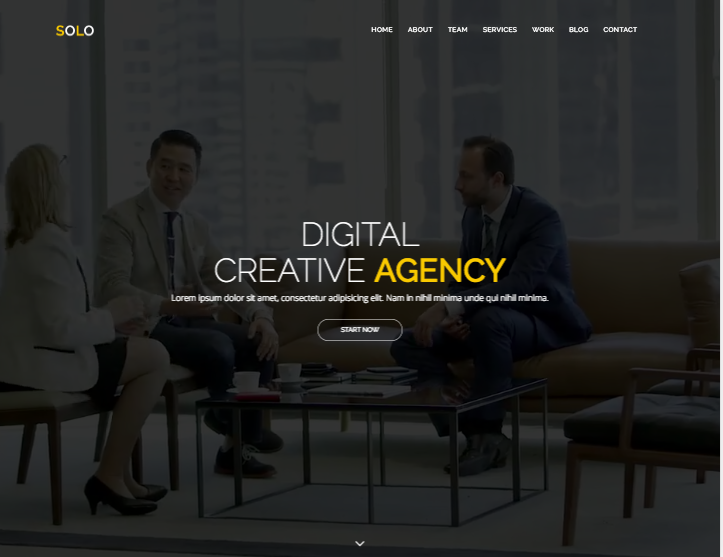 SOLO
HOME ABOUT TEAM SERVICES WORK BLOG CONTACT
DIGITAL
CREATIVE AGENCY
Lorem ipsum dolor sit amet, consectetur adipisicing elit. Nam in nihil minima unde qui nihil minima.
START NOW